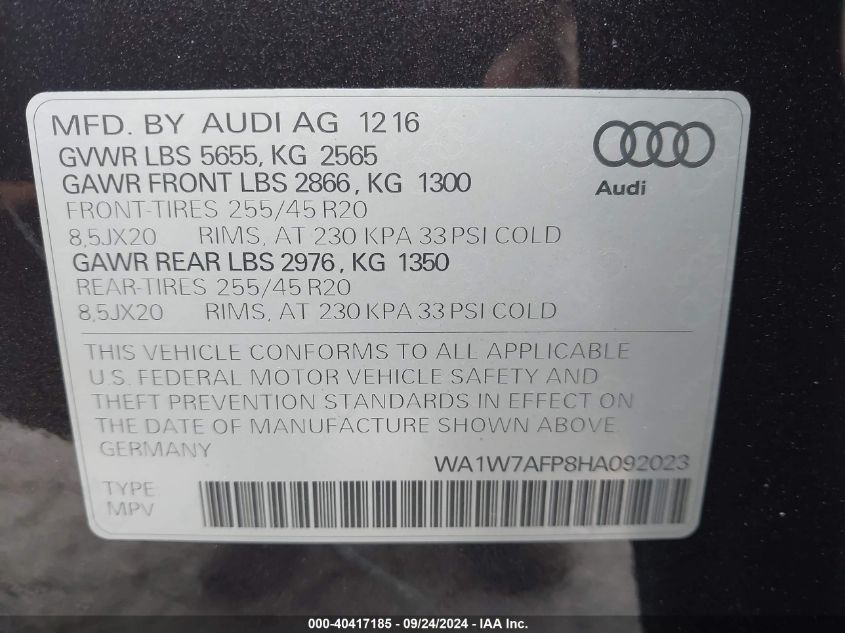 MFD. BY AUDI AG 12 16
GVWR LBS 5655, KG 2565
GAWR FRONT LBS 2866, KG 1300
FRONT-TIRES 255/45 R20
8,5JX20 RIMS, AT 230 KPA 33 PSI COLD
GAWR REAR LBS 2976, KG 1350
REAR-TIRES 255/45 R20
8,5JX20 RIMS, AT 230 KPA 33 PSI COLD
Audi
THIS VEHICLE CONFORMS TO ALL APPLICABLE
U.S. FEDERAL MOTOR VEHICLE SAFETY AND
THEFT PREVENTION STANDARDS IN EFFECT ON
THE DATE OF MANUFACTURE SHOWN ABOVE.
GERMANY
WA1W7AFP8HA092023
TYPE
MPV
000-40417185 - 09/24/2024 - www.iaai.com